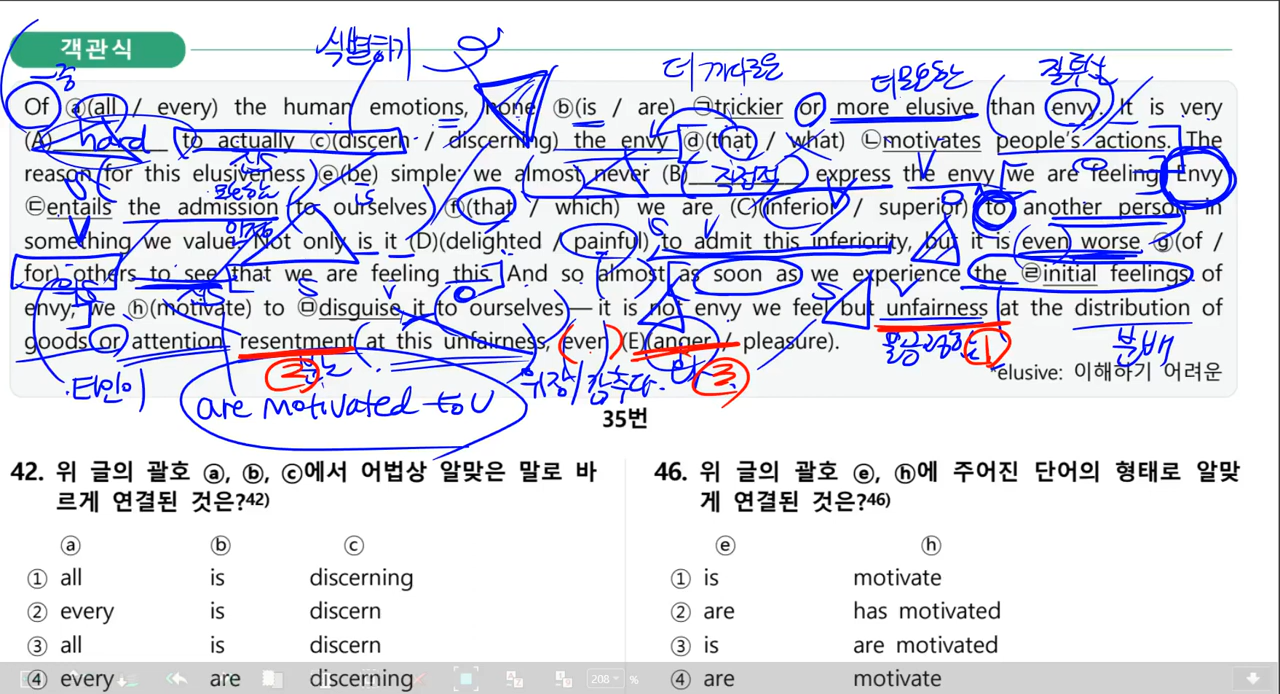 객관식
식별하기
더 까다로운
Of ⓐ(all / every) the human emotions, none ⓑ(is / are) ㉠trickier or more elusive than envy. It is very
(A) hard to actually ⓒ(discern / discerning) the envy ⓓ(that / what) ㉡motivates people's actions. The
reason for this elusiveness ⓔ(be) simple: we almost never (B) 직접적 express the envy we are feeling. Envy
㉢entails the admission to ourselves ⓕ(that / which) we are (C)(inferior / superior) to another person in
something we value. Not only is it (D)(delighted / painful) to admit this inferiority, but it is even worse ⓖ(of /
for) others to see that we are feeling this. And so almost as soon as we experience the ㉣initial feelings of
envy, we ⓗ(motivate) to ㉤disguise it to ourselves—it is not envy we feel but unfairness at the distribution of
goods or attention resentment at this unfairness, even (E)(anger / pleasure).
타인이
분배
①
②
③
are motivated to V
*elusive: 이해하기 어려운
35번
42. 위 글의 괄호 ⓐ, ⓑ, ⓒ에서 어법상 알맞은 말로 바
르게 연결된 것은?42)
ⓐ ⓑ ⓒ
① all is discerning
② every is discern
③ all is discern
④ every are discerning
46. 위 글의 괄호 ⓔ, ⓗ에 주어진 단어의 형태로 알맞
게 연결된 것은?46)
ⓔ ⓗ
① is motivate
② are has motivated
③ is are motivated
④ are motivate
208 %